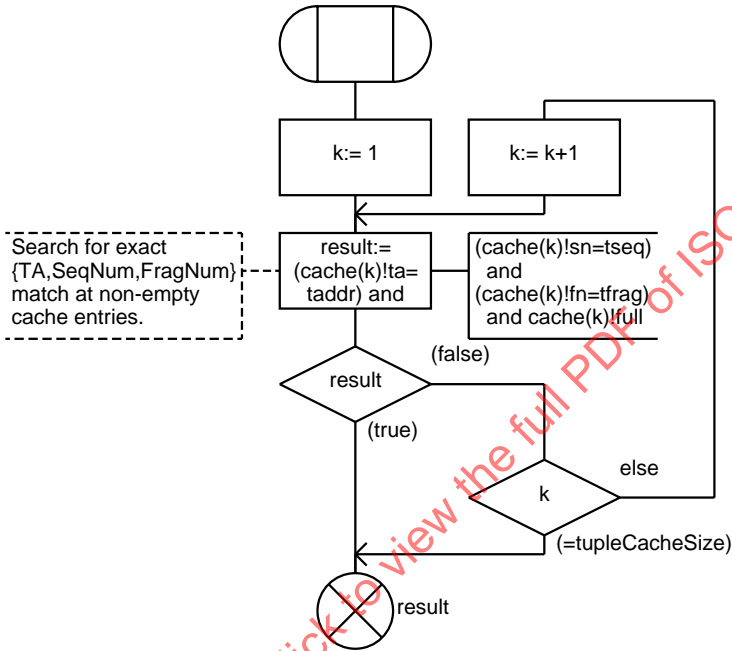 k:= 1
k:= k+1
Search for exact
{TA,SeqNum,FragNum}
match at non-empty
cache entries.
result:=
(cache(k)!ta=
taddr) and
(cache(k)!sn=tseq)
and
(cache(k)!fn=tfrag)
and cache(k)!full
(false)
result
(true)
else
k
(=tupleCacheSize)
result
click to view the full PDF of ISO